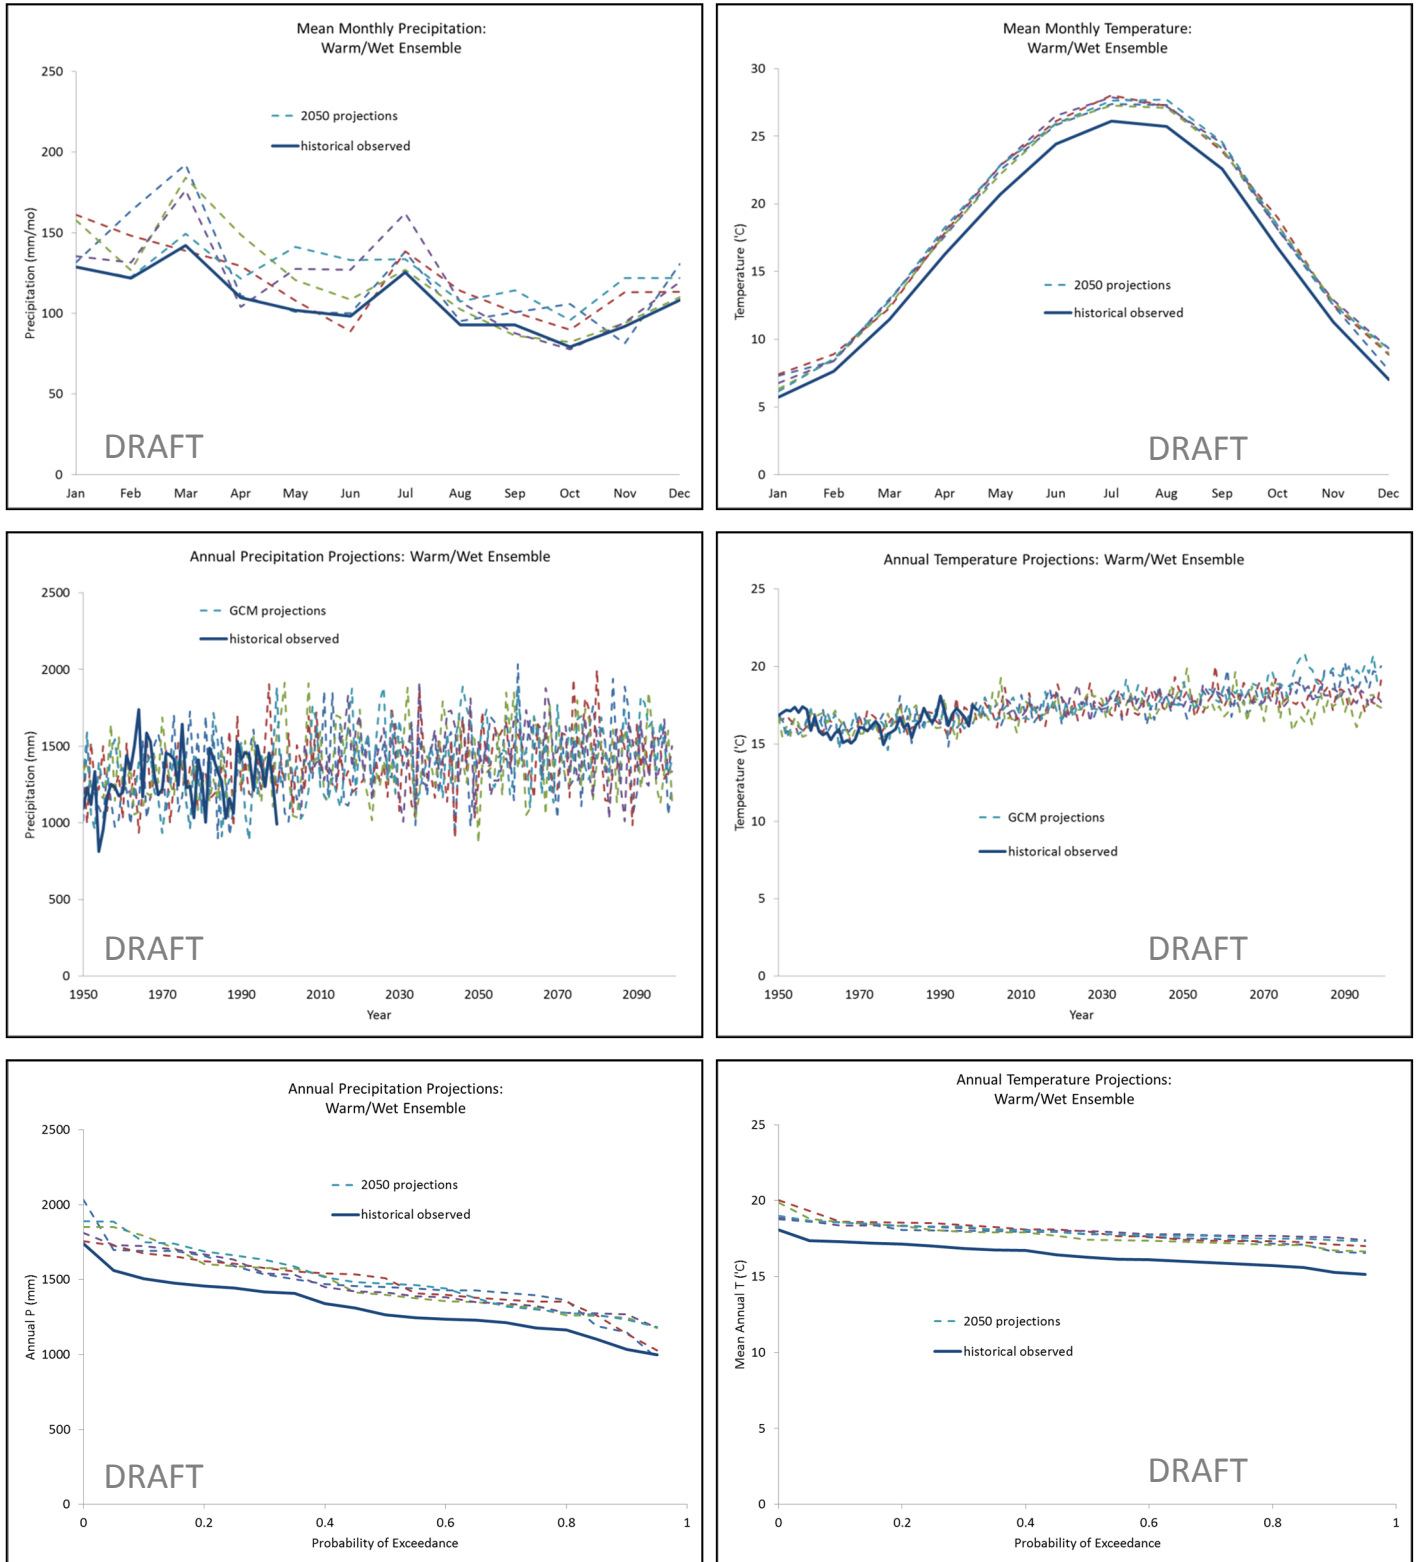 Mean Monthly Precipitation:
Warm/Wet Ensemble
250
200
150
100
50
0
Precipitation (mm/mo)
2050 projections
historical observed
DRAFT
Jan Feb Mar Apr May Jun Jul Aug Sep Oct Nov Dec
Mean Monthly Temperature:
Warm/Wet Ensemble
30
25
20
15
10
5
0
Temperature (°C)
2050 projections
historical observed
DRAFT
Jan Feb Mar Apr May Jun Jul Aug Sep Oct Nov Dec
Annual Precipitation Projections: Warm/Wet Ensemble
2500
2000
1500
1000
500
0
Precipitation (mm)
GCM projections
historical observed
DRAFT
1950 1970 1990 2010 2030 2050 2070 2090
Year
Annual Temperature Projections: Warm/Wet Ensemble
25
20
15
10
5
0
Temperature (°C)
GCM projections
historical observed
DRAFT
1950 1970 1990 2010 2030 2050 2070 2090
Year
Annual Precipitation Projections:
Warm/Wet Ensemble
2500
2000
1500
1000
500
0
Annual P (mm)
2050 projections
historical observed
DRAFT
0 0.2 0.4 0.6 0.8 1
Probability of Exceedance
Annual Temperature Projections:
Warm/Wet Ensemble
25
20
15
10
5
0
Mean Annual T (°C)
2050 projections
historical observed
DRAFT
0 0.2 0.4 0.6 0.8 1
Probability of Exceedance